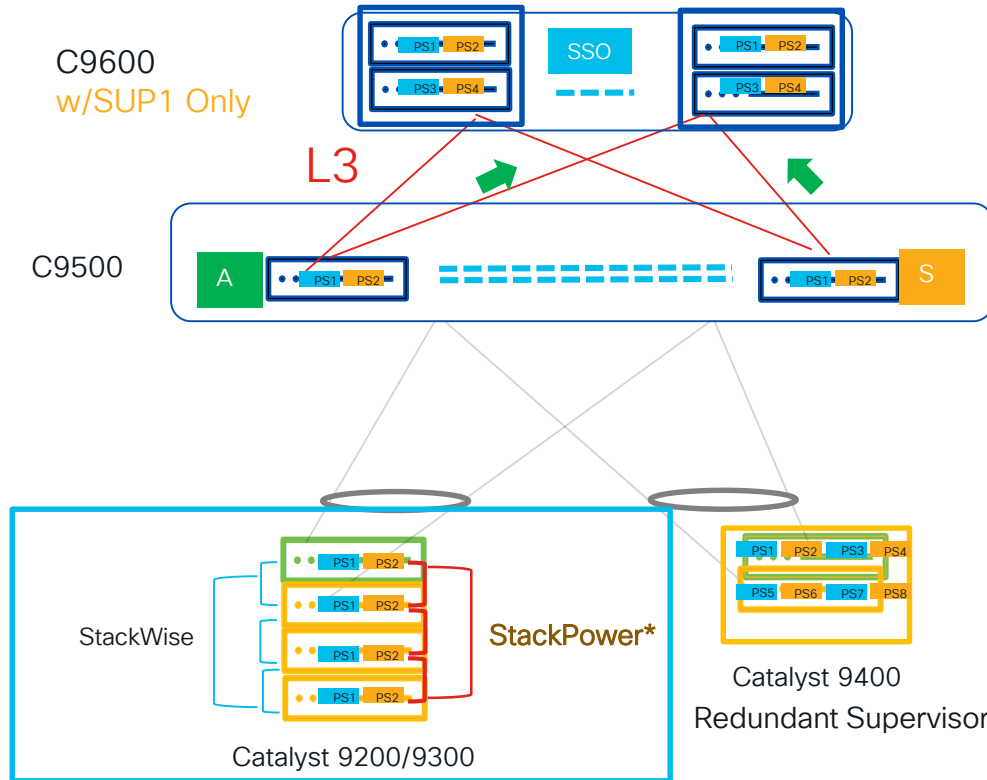 C9600
w/SUP1 Only
PS1 PS2
PS3 PS4
SSO
PS1 PS2
PS3 PS4
L3
C9500
A
PS1 PS2
PS1 PS2
S
StackWise
PS1 PS2
PS1 PS2
PS1 PS2
PS1 PS2
StackPower*
Catalyst 9200/9300
PS1 PS2 PS3 PS4
PS5 PS6 PS7 PS8
Catalyst 9400
Redundant Supervisor